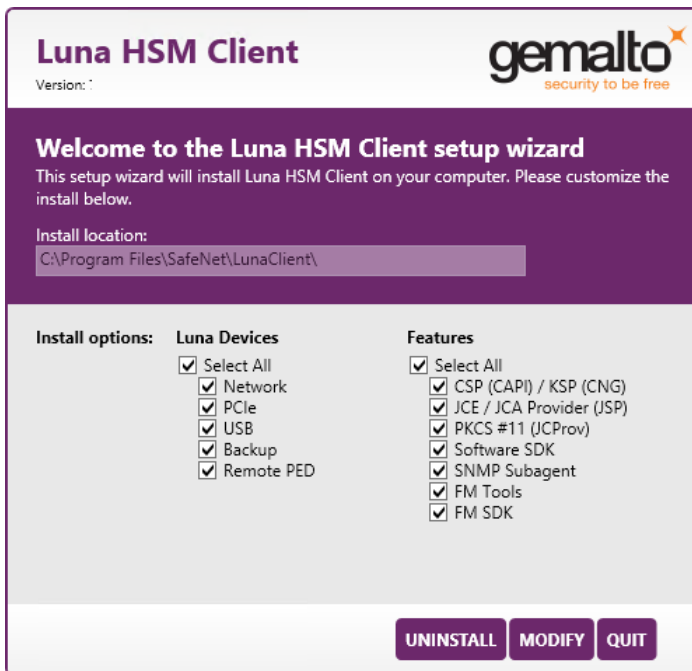 Luna HSM Client
Version:
gemalto
security to be free
Welcome to the Luna HSM Client setup wizard
This setup wizard will install Luna HSM Client on your computer. Please customize the
install below.
Install location:
C:\Program Files\SafeNet\LunaClient\
Install options:
Luna Devices
Select All
Network
PCIe
USB
Backup
Remote PED
Features
Select All
CSP (CAPI) / KSP (CNG)
JCE / JCA Provider (JSP)
PKCS #11 (JCProv)
Software SDK
SNMP Subagent
FM Tools
FM SDK
UNINSTALL
MODIFY
QUIT